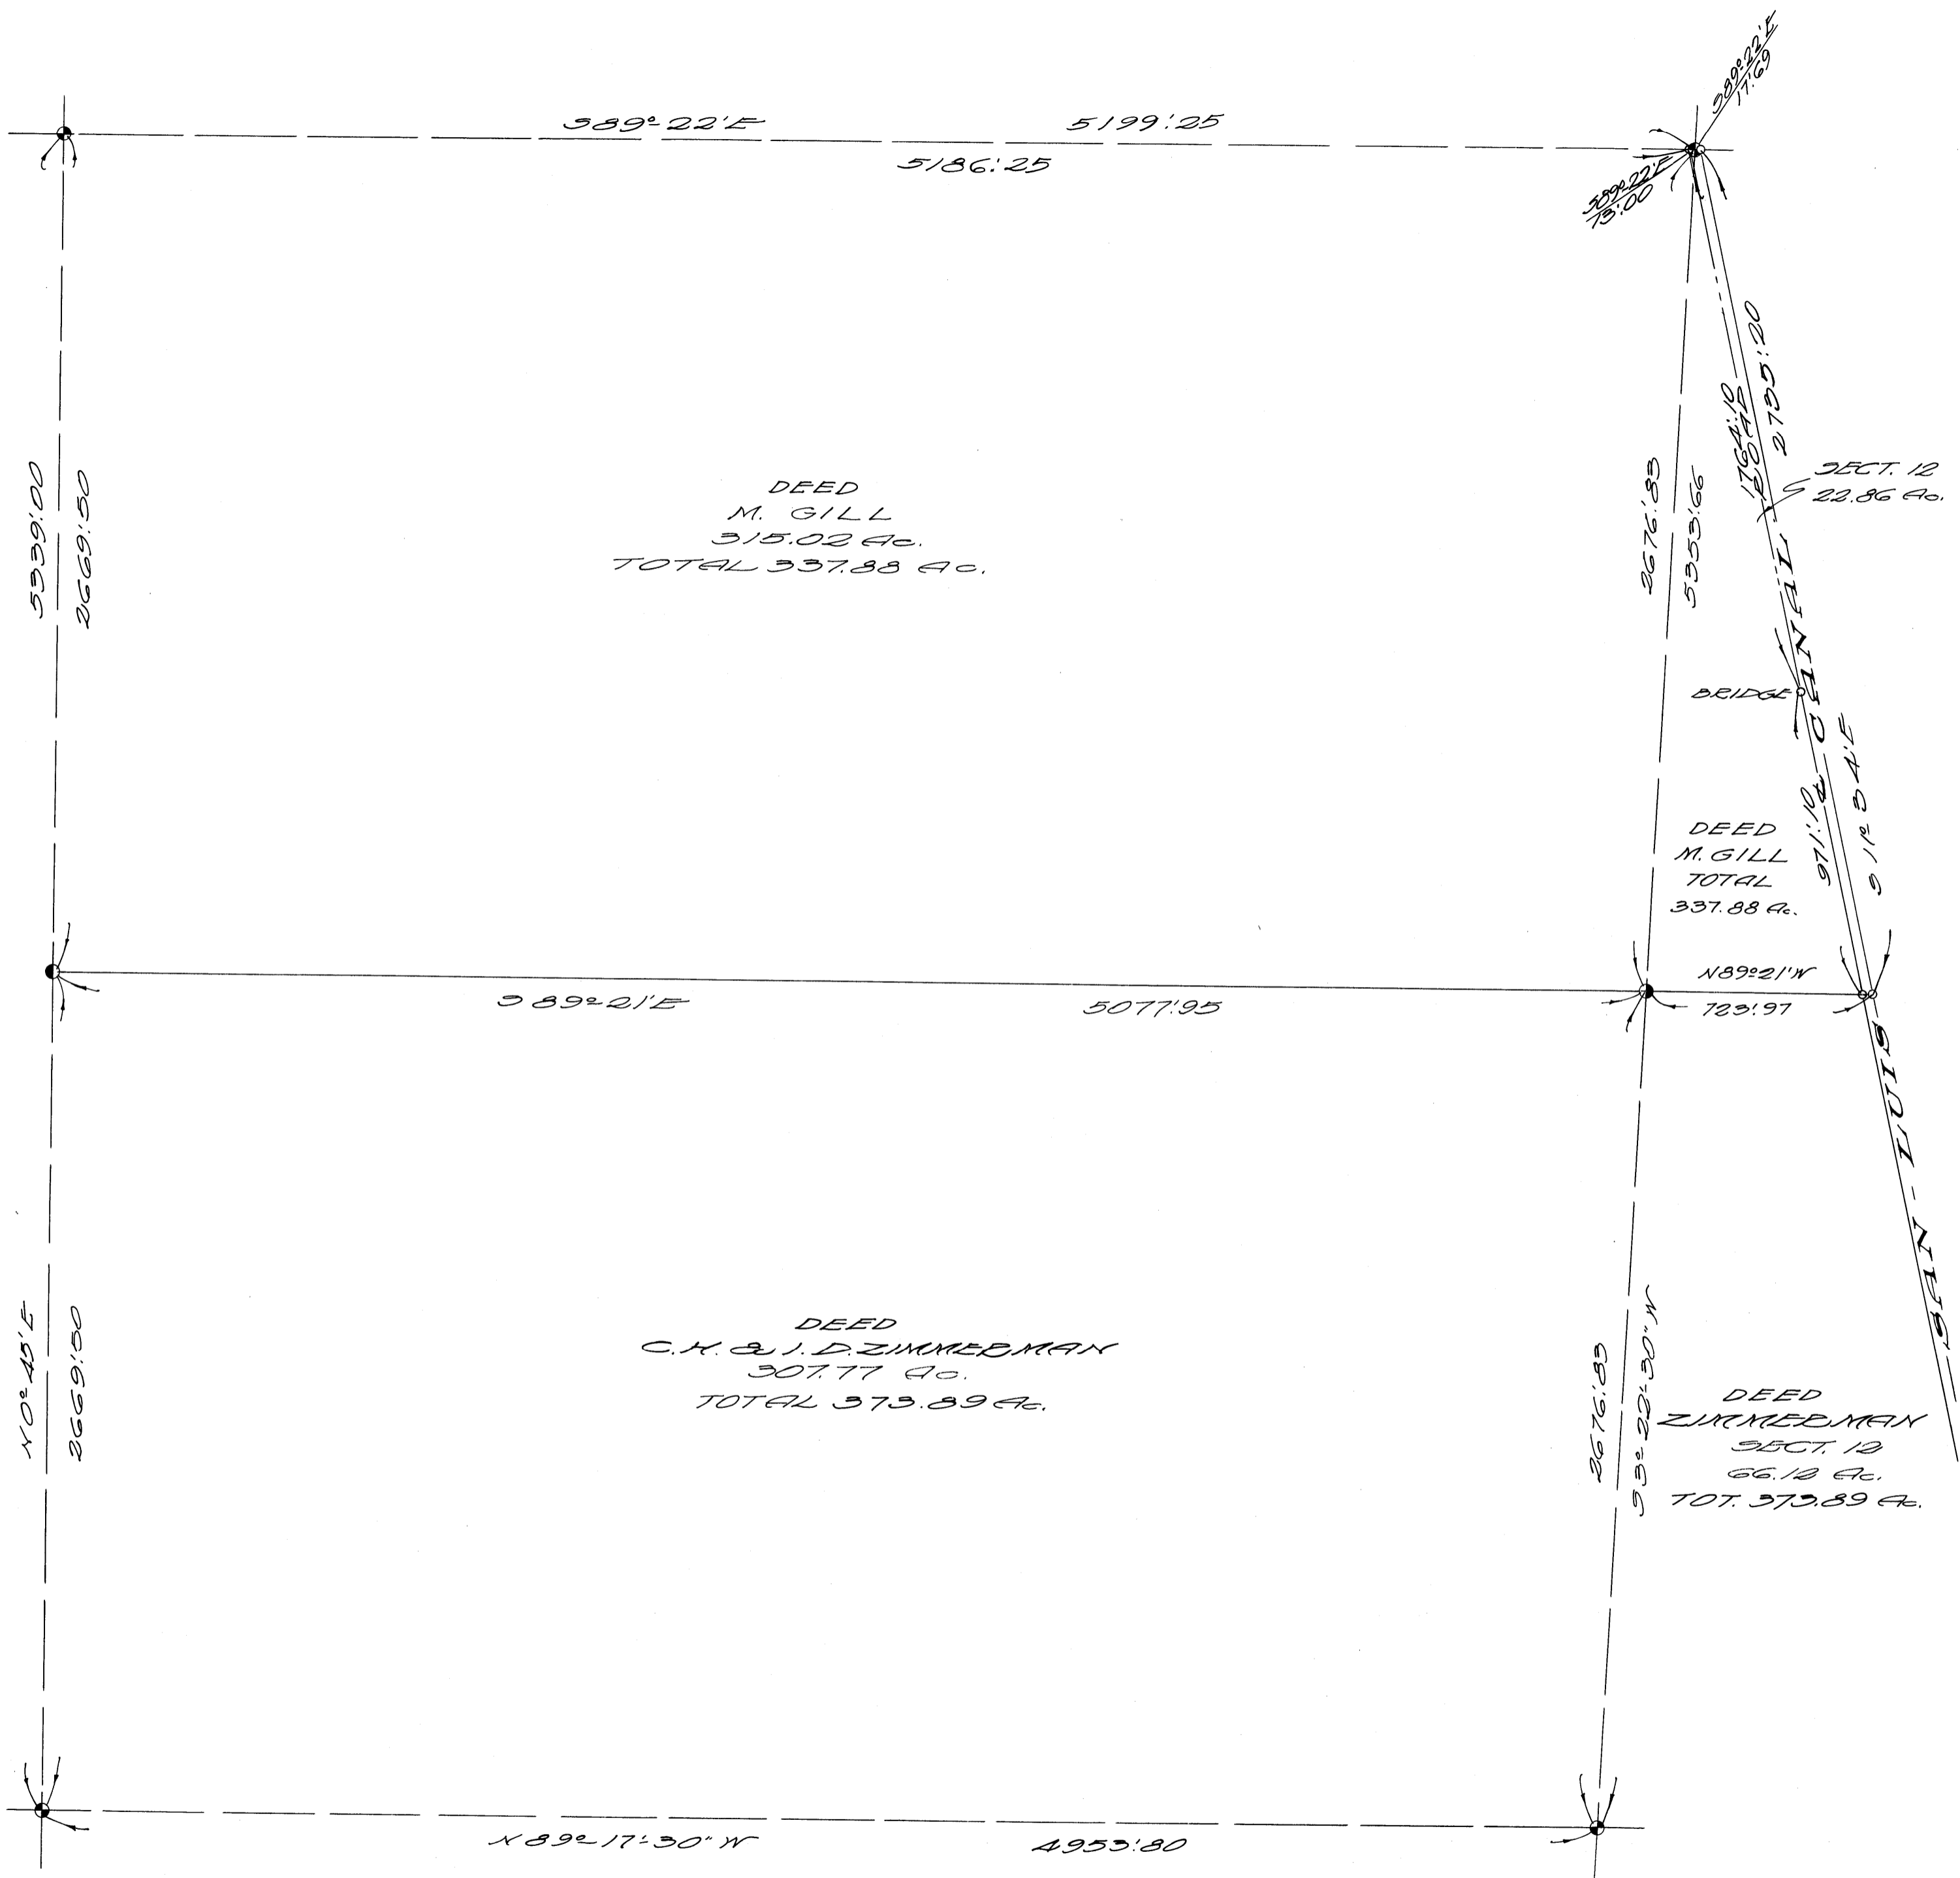 S89°-22'E
17'.69
S89°-22'E 5199'.25
5186'.25
S89°-22'E
13'.00
5339'.00
2669'.50
DEED
M. GILL
315.02 Ac.
TOTAL 337.88 Ac.
2676'.83
5353'.66
1764'.10
ROAD
2735'.20
SECT. 12
22.86 Ac.
BRIDGE
971'.10
S 11°-34'E
DEED
M. GILL
TOTAL
337.88 Ac.
N89°-21'W
723'.97
S 89°-21'E 5077'.95
SAN - LUIS CANAL
N0°-45'E
2669'.50
DEED
C.H. & J. D. ZIMMERMAN
307.77 Ac.
TOTAL 373.89 Ac.
2676'.83
S 3°-22'-30" W
DEED
ZIMMERMAN
SECT. 12
66.12 Ac.
TOT. 373.89 Ac.
N 89°-17'-30" W 4953'.80